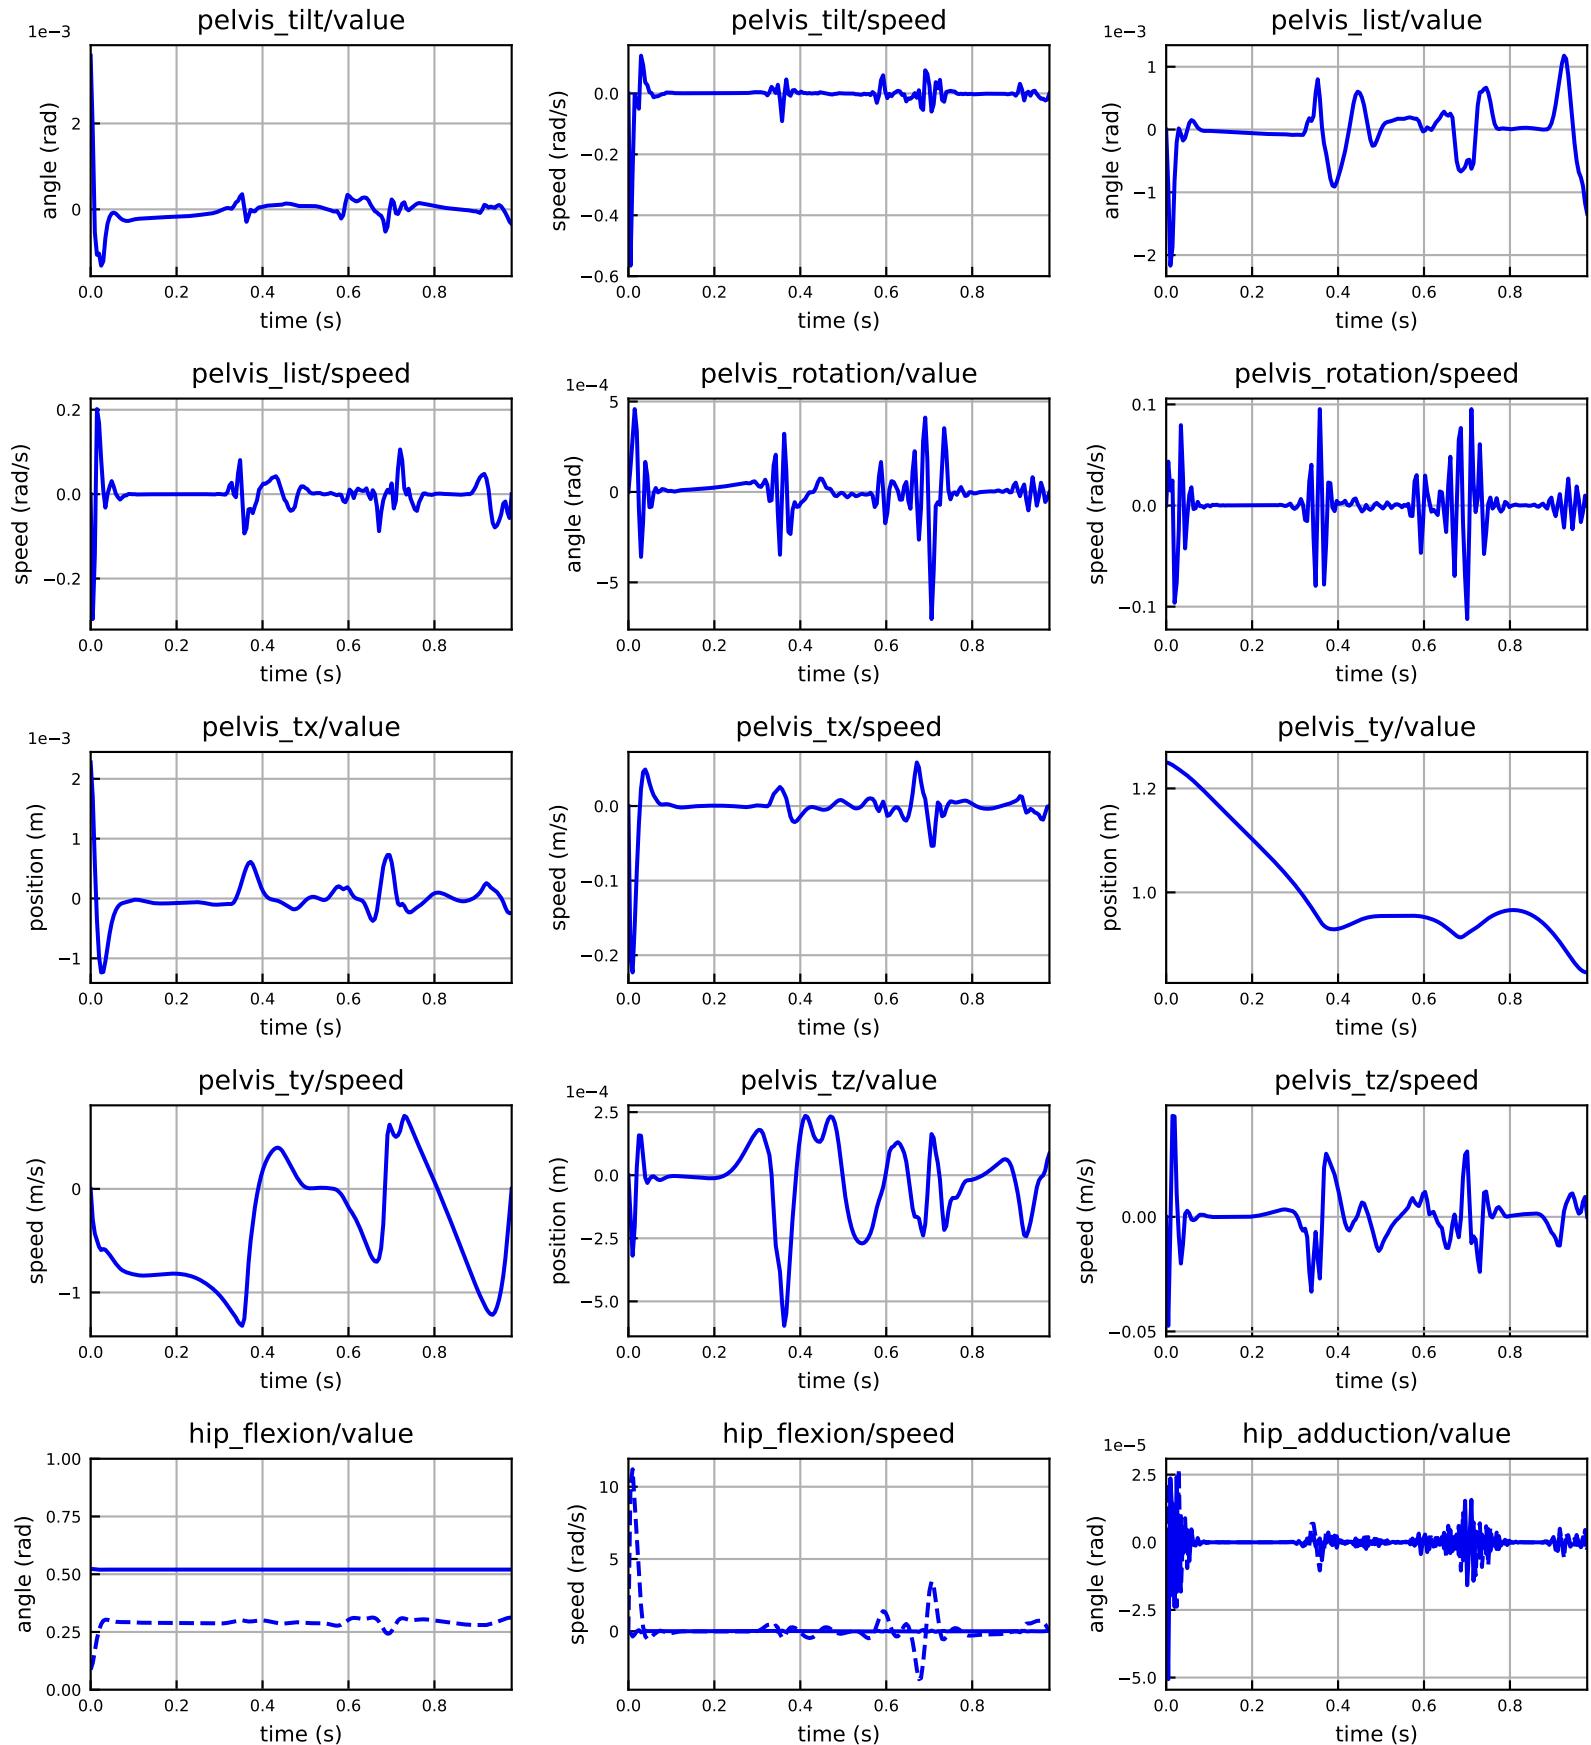 pelvis_tilt/value
1e−3
angle (rad)
2
0
0.0 0.2 0.4 0.6 0.8
time (s)
pelvis_tilt/speed
speed (rad/s)
0.0
−0.2
−0.4
−0.6
0.0 0.2 0.4 0.6 0.8
time (s)
pelvis_list/value
1e−3
angle (rad)
1
0
−1
−2
0.0 0.2 0.4 0.6 0.8
time (s)
pelvis_list/speed
speed (rad/s)
0.2
0.0
−0.2
0.0 0.2 0.4 0.6 0.8
time (s)
pelvis_rotation/value
1e−4
angle (rad)
5
0
−5
0.0 0.2 0.4 0.6 0.8
time (s)
pelvis_rotation/speed
speed (rad/s)
0.1
0.0
−0.1
0.0 0.2 0.4 0.6 0.8
time (s)
pelvis_tx/value
1e−3
position (m)
2
1
0
−1
0.0 0.2 0.4 0.6 0.8
time (s)
pelvis_tx/speed
speed (m/s)
0.0
−0.1
−0.2
0.0 0.2 0.4 0.6 0.8
time (s)
pelvis_ty/value
position (m)
1.2
1.0
0.0 0.2 0.4 0.6 0.8
time (s)
pelvis_ty/speed
speed (m/s)
0
−1
0.0 0.2 0.4 0.6 0.8
time (s)
pelvis_tz/value
1e−4
position (m)
2.5
0.0
−2.5
−5.0
0.0 0.2 0.4 0.6 0.8
time (s)
pelvis_tz/speed
speed (m/s)
0.00
−0.05
0.0 0.2 0.4 0.6 0.8
time (s)
hip_flexion/value
angle (rad)
1.00
0.75
0.50
0.25
0.00
0.0 0.2 0.4 0.6 0.8
time (s)
hip_flexion/speed
speed (rad/s)
10
5
0
0.0 0.2 0.4 0.6 0.8
time (s)
hip_adduction/value
1e−5
angle (rad)
2.5
0.0
−2.5
−5.0
0.0 0.2 0.4 0.6 0.8
time (s)